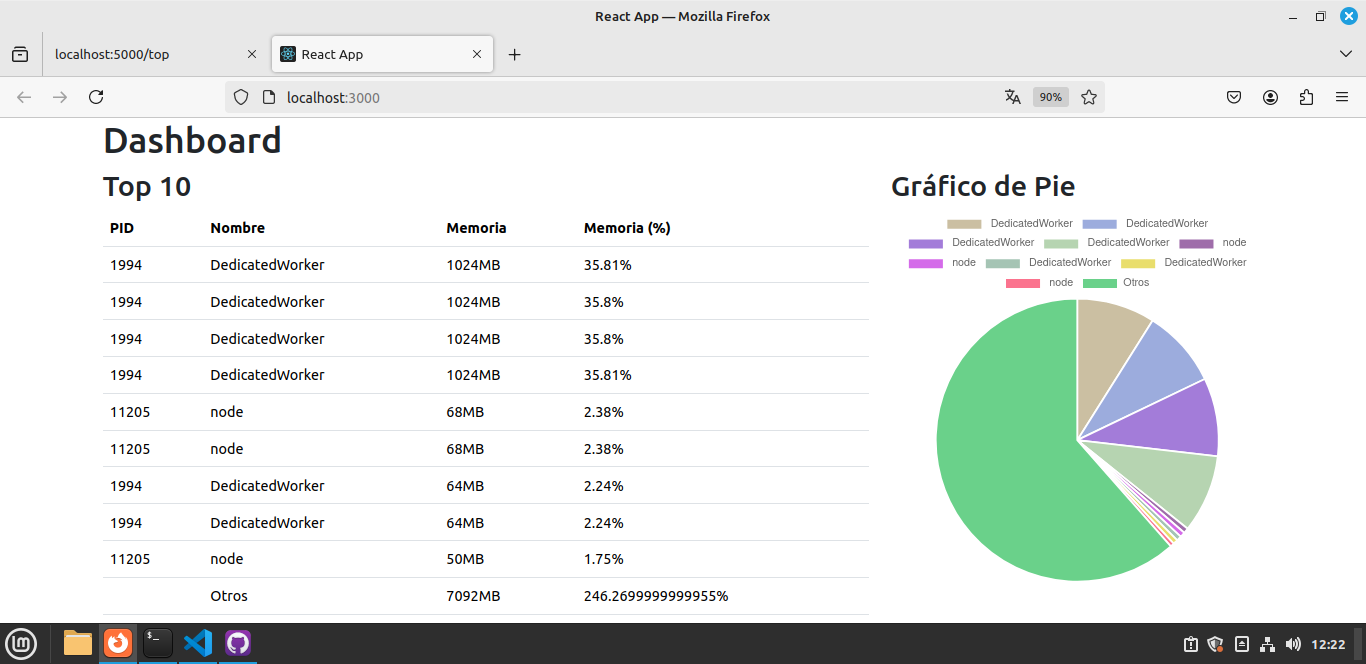 React App — Mozilla Firefox
localhost:5000/top
React App
localhost:3000
90%
Dashboard
Top 10
PID Nombre Memoria Memoria (%)
1994 DedicatedWorker 1024MB 35.81%
1994 DedicatedWorker 1024MB 35.8%
1994 DedicatedWorker 1024MB 35.8%
1994 DedicatedWorker 1024MB 35.81%
11205 node 68MB 2.38%
11205 node 68MB 2.38%
1994 DedicatedWorker 64MB 2.24%
1994 DedicatedWorker 64MB 2.24%
11205 node 50MB 1.75%
Otros 7092MB 246.2699999999955%
Gráfico de Pie
DedicatedWorker DedicatedWorker
DedicatedWorker DedicatedWorker node
node DedicatedWorker DedicatedWorker
node Otros
12:22